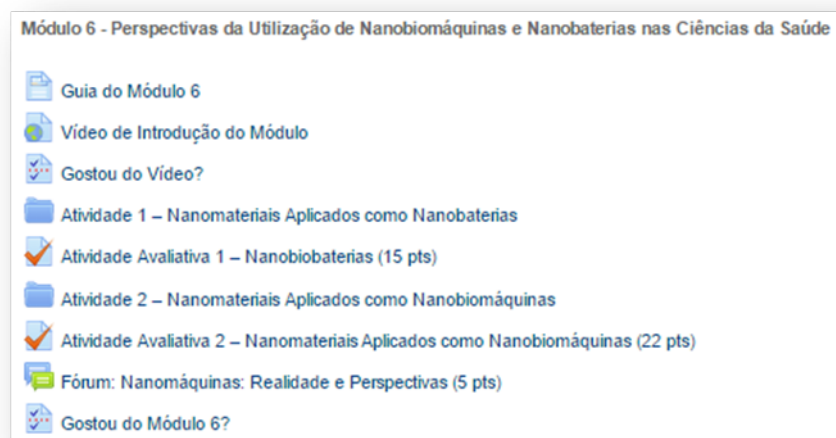 Módulo 6 - Perspectivas da Utilização de Nanobiomáquinas e Nanobaterias nas Ciências da Saúde
Guia do Módulo 6
Vídeo de Introdução do Módulo
Gostou do Vídeo?
Atividade 1 – Nanomateriais Aplicados como Nanobaterias
Atividade Avaliativa 1 – Nanobiobaterias (15 pts)
Atividade 2 – Nanomateriais Aplicados como Nanobiomáquinas
Atividade Avaliativa 2 – Nanomateriais Aplicados como Nanobiomáquinas (22 pts)
Fórum: Nanomáquinas: Realidade e Perspectivas (5 pts)
Gostou do Módulo 6?